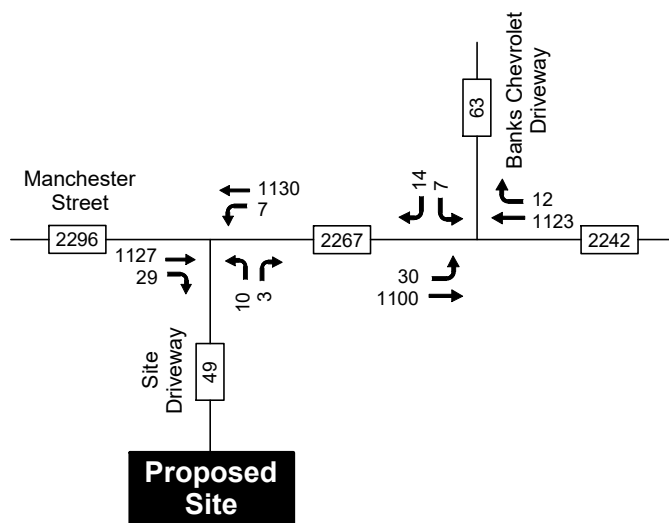 Banks Chevrolet
Driveway
63
Manchester
Street
1130
7
14
7
12
1123
2296
2267
2242
1127
29
10
3
30
1100
Site
Driveway
49
Proposed
Site